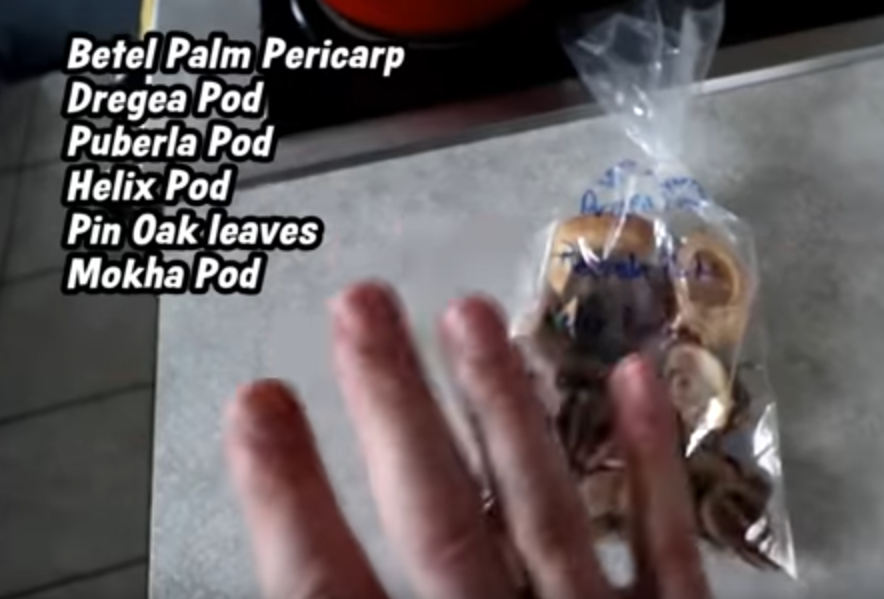 Betel Palm Pericarp
Dregea Pod
Puberla Pod
Helix Pod
Pin Oak leaves
Mokha Pod